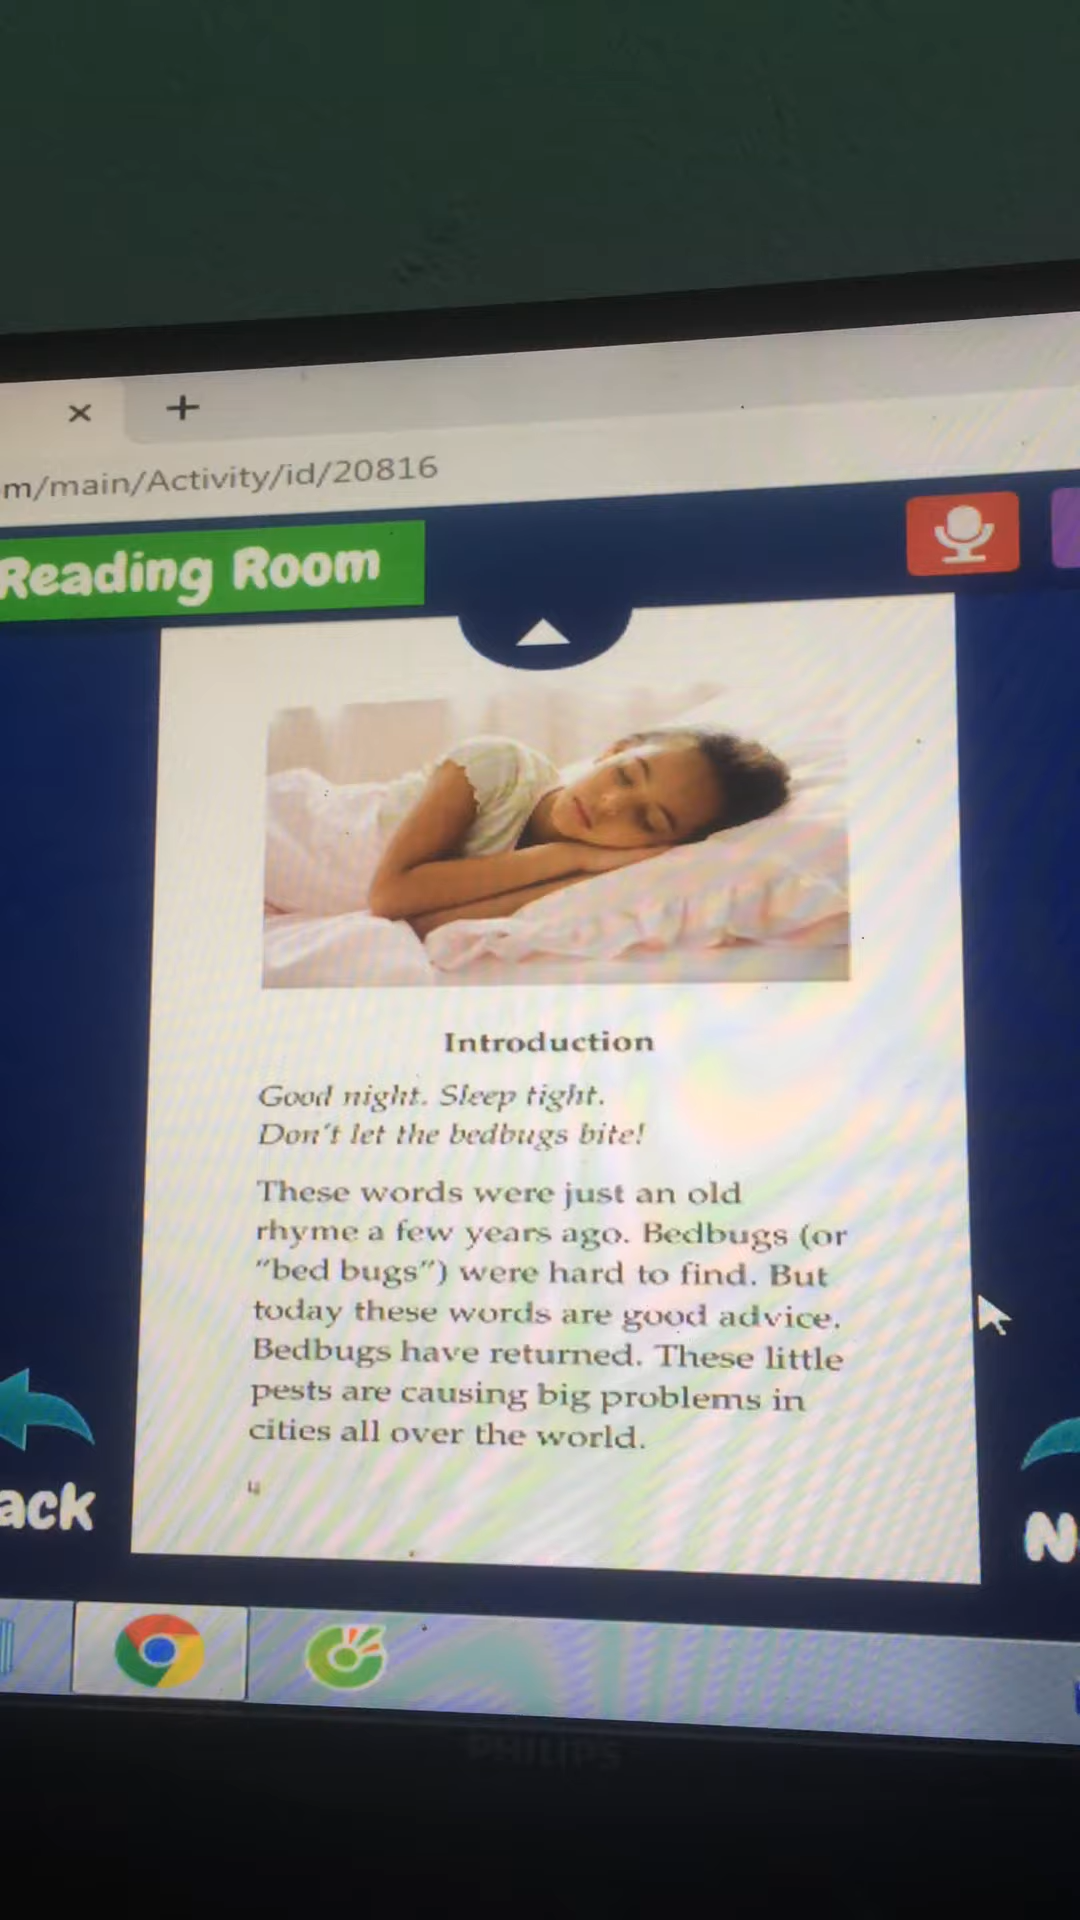 m/main/Activity/id/20816
Reading Room
Introduction
Good night. Sleep tight.
Don't let the bedbugs bite!
These words were just an old
rhyme a few years ago. Bedbugs (or
"bed bugs") were hard to find. But
today these words are good advice.
Bedbugs have returned. These little
pests are causing big problems in
cities all over the world.
4
ack
N
PHILIPS